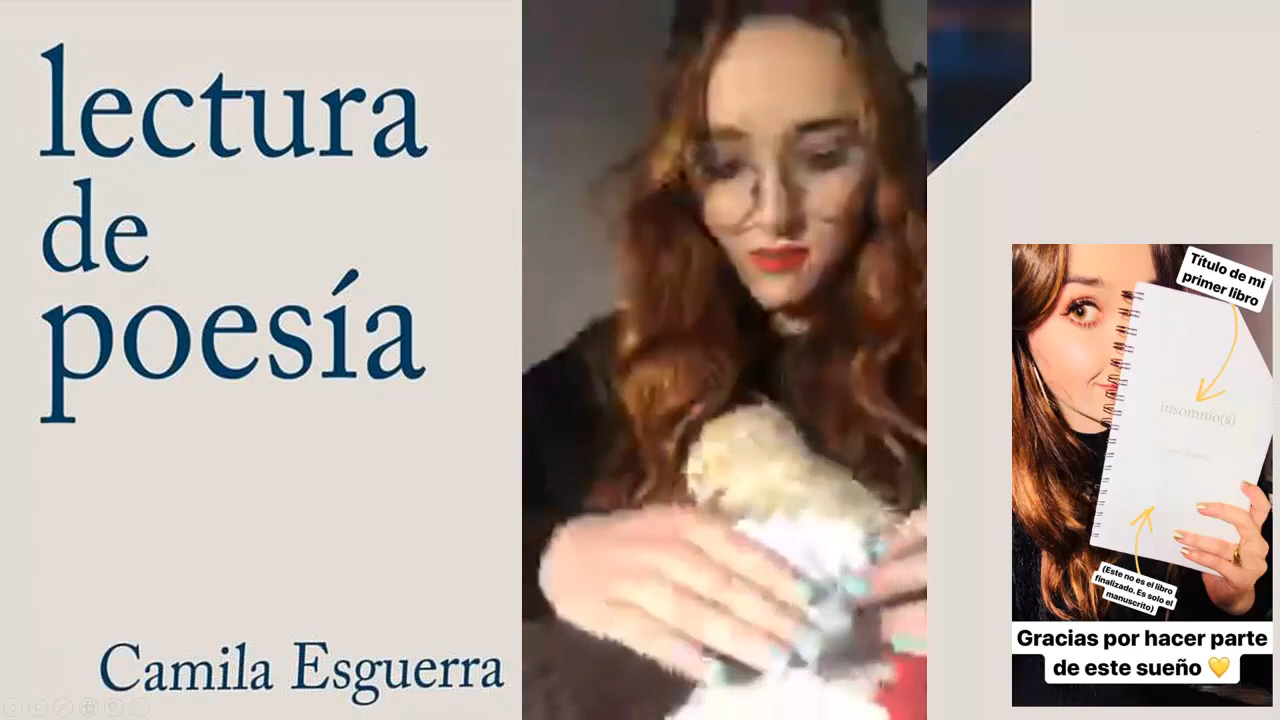 lectura
de
poesía
Camila Esguerra
Título de mi
primer libro
insomnio(s)
(Este no es el libro
finalizado. Es solo el
manuscrito)
Gracias por hacer parte
de este sueño 💛